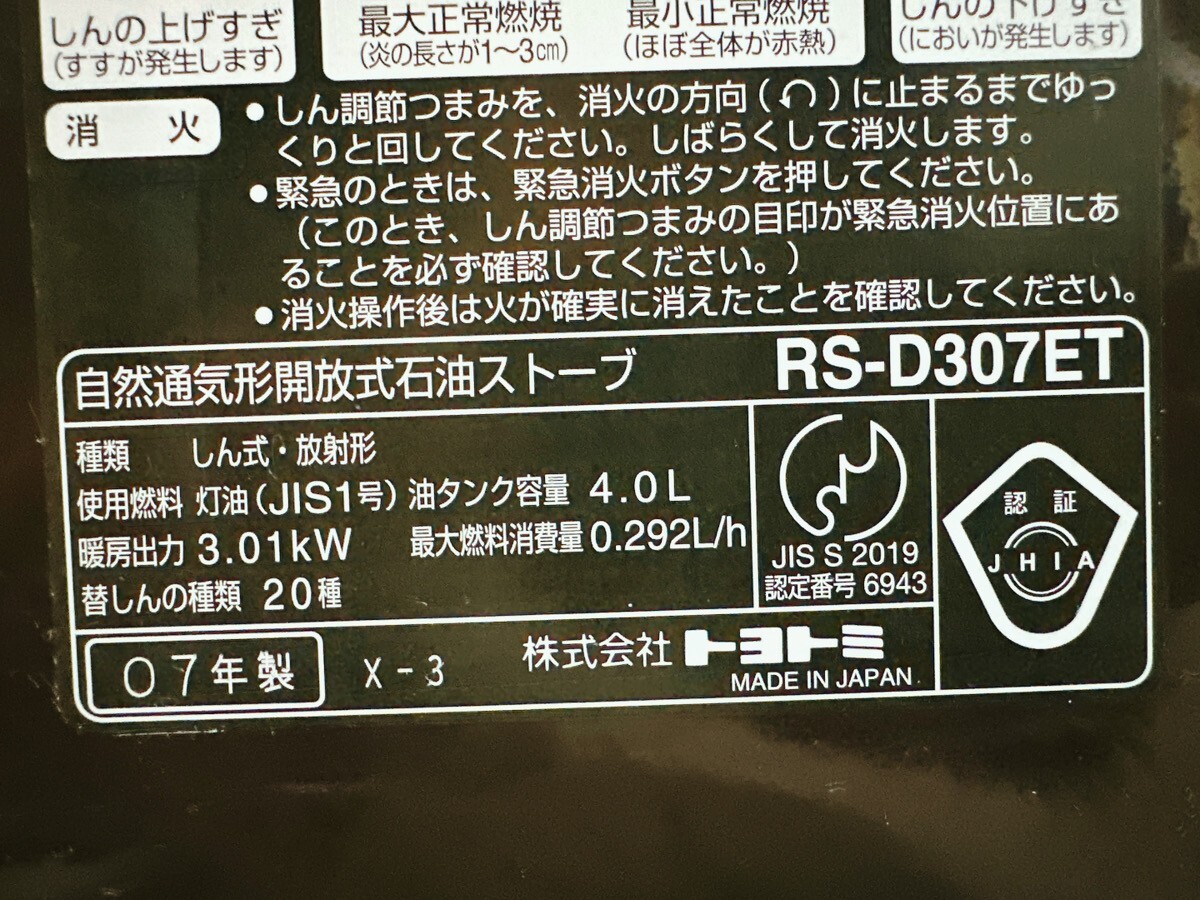 しんの上げすぎ
(すすが発生します)
最大正常燃焼
(炎の長さが1～3cm)
最小正常燃焼
(ほぼ全体が赤熱)
しんの下げすぎ
(においが発生します)
消火
●しん調節つまみを、消火の方向(↶)に止まるまでゆっ
くりと回してください。しばらくして消火します。
●緊急のときは、緊急消火ボタンを押してください。
(このとき、しん調節つまみの目印が緊急消火位置にあ
ることを必ず確認してください。)
●消火操作後は火が確実に消えたことを確認してください。
自然通気形開放式石油ストーブ RS-D307ET
種類 しん式・放射形
使用燃料 灯油(JIS1号) 油タンク容量 4.0L
暖房出力 3.01kW 最大燃料消費量 0.292L/h
替しんの種類 20種
JIS S 2019
認定番号 6943
認証
JHIA
07年製 X-3
株式会社トヨトミ
MADE IN JAPAN